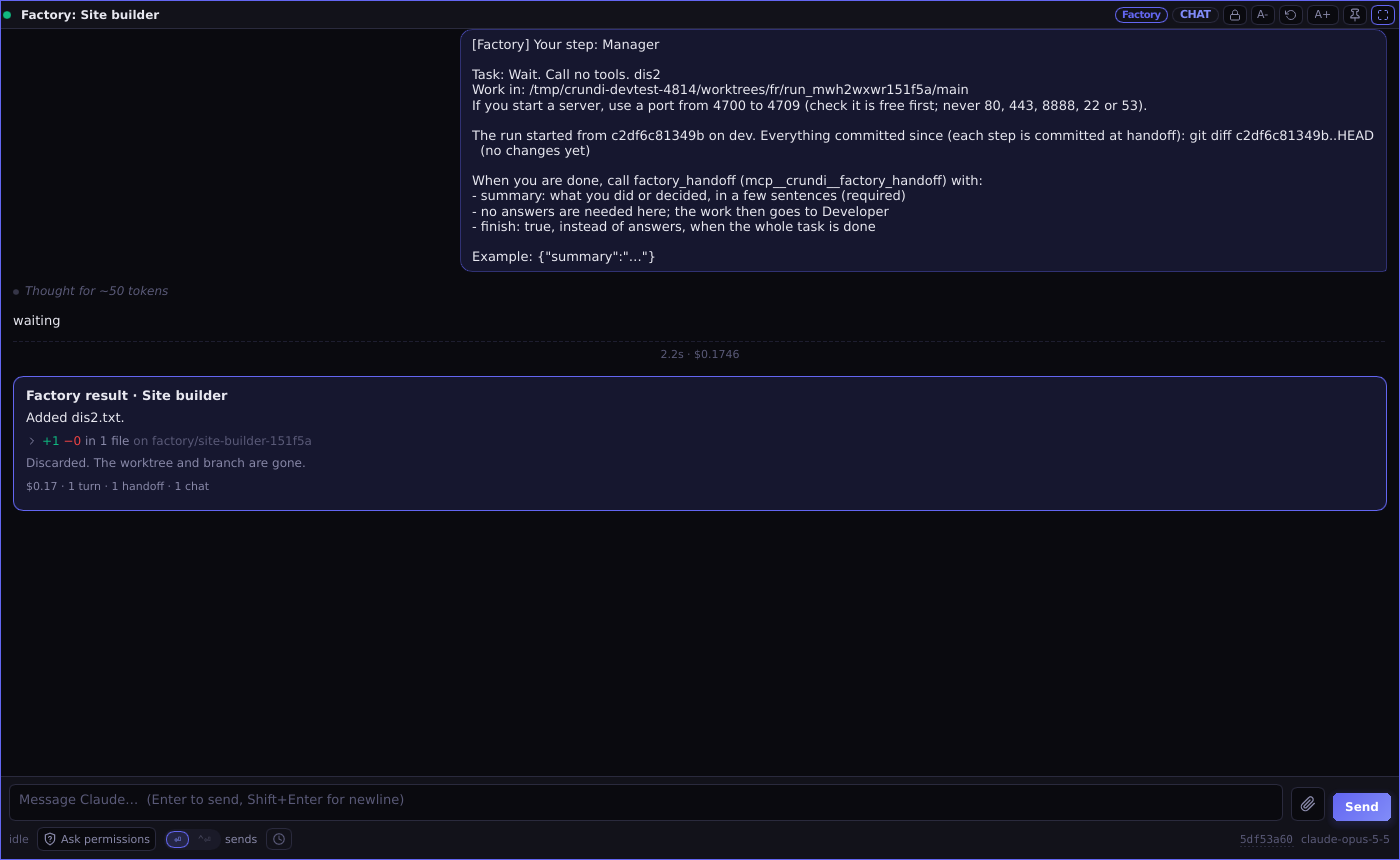 Factory: Site builder
Factory CHAT A- A+
[Factory] Your step: Manager
Task: Wait. Call no tools. dis2
Work in: /tmp/crundi-devtest-4814/worktrees/fr/run_mwh2wxwr151f5a/main
If you start a server, use a port from 4700 to 4709 (check it is free first; never 80, 443, 8888, 22 or 53).
The run started from c2df6c81349b on dev. Everything committed since (each step is committed at handoff): git diff c2df6c81349b..HEAD
(no changes yet)
When you are done, call factory_handoff (mcp__crundi__factory_handoff) with:
- summary: what you did or decided, in a few sentences (required)
- no answers are needed here; the work then goes to Developer
- finish: true, instead of answers, when the whole task is done
Example: {"summary":"…"}
Thought for ~50 tokens
waiting
2.2s · $0.1746
Factory result · Site builder
Added dis2.txt.
+1 −0 in 1 file on factory/site-builder-151f5a
Discarded. The worktree and branch are gone.
$0.17 · 1 turn · 1 handoff · 1 chat
Message Claude… (Enter to send, Shift+Enter for newline)
Send
idle Ask permissions ⏎ ^⏎ sends
5df53a60 claude-opus-5-5